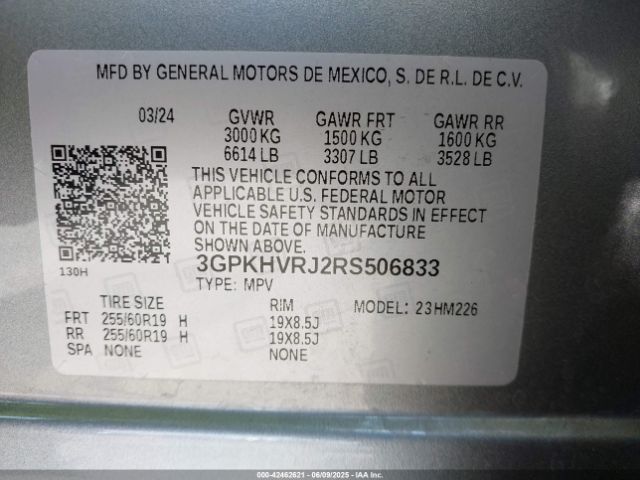 MFD BY GENERAL MOTORS DE MEXICO, S. DE R.L. DE C.V.
03/24 GVWR GAWR FRT GAWR RR
3000 KG 1500 KG 1600 KG
6614 LB 3307 LB 3528 LB
THIS VEHICLE CONFORMS TO ALL
APPLICABLE U.S. FEDERAL MOTOR
VEHICLE SAFETY STANDARDS IN EFFECT
ON THE DATE OF MANUFACTURE
SHOWN ABOVE.
3GPKHVRJ2RS506833
130H
TYPE: MPV
TIRE SIZE RIM MODEL: 23HM226
FRT 255/60R19 H 19X8.5J
RR 255/60R19 H 19X8.5J
SPA NONE NONE
000-42462621 | 06/09/2025 | IAA Inc.